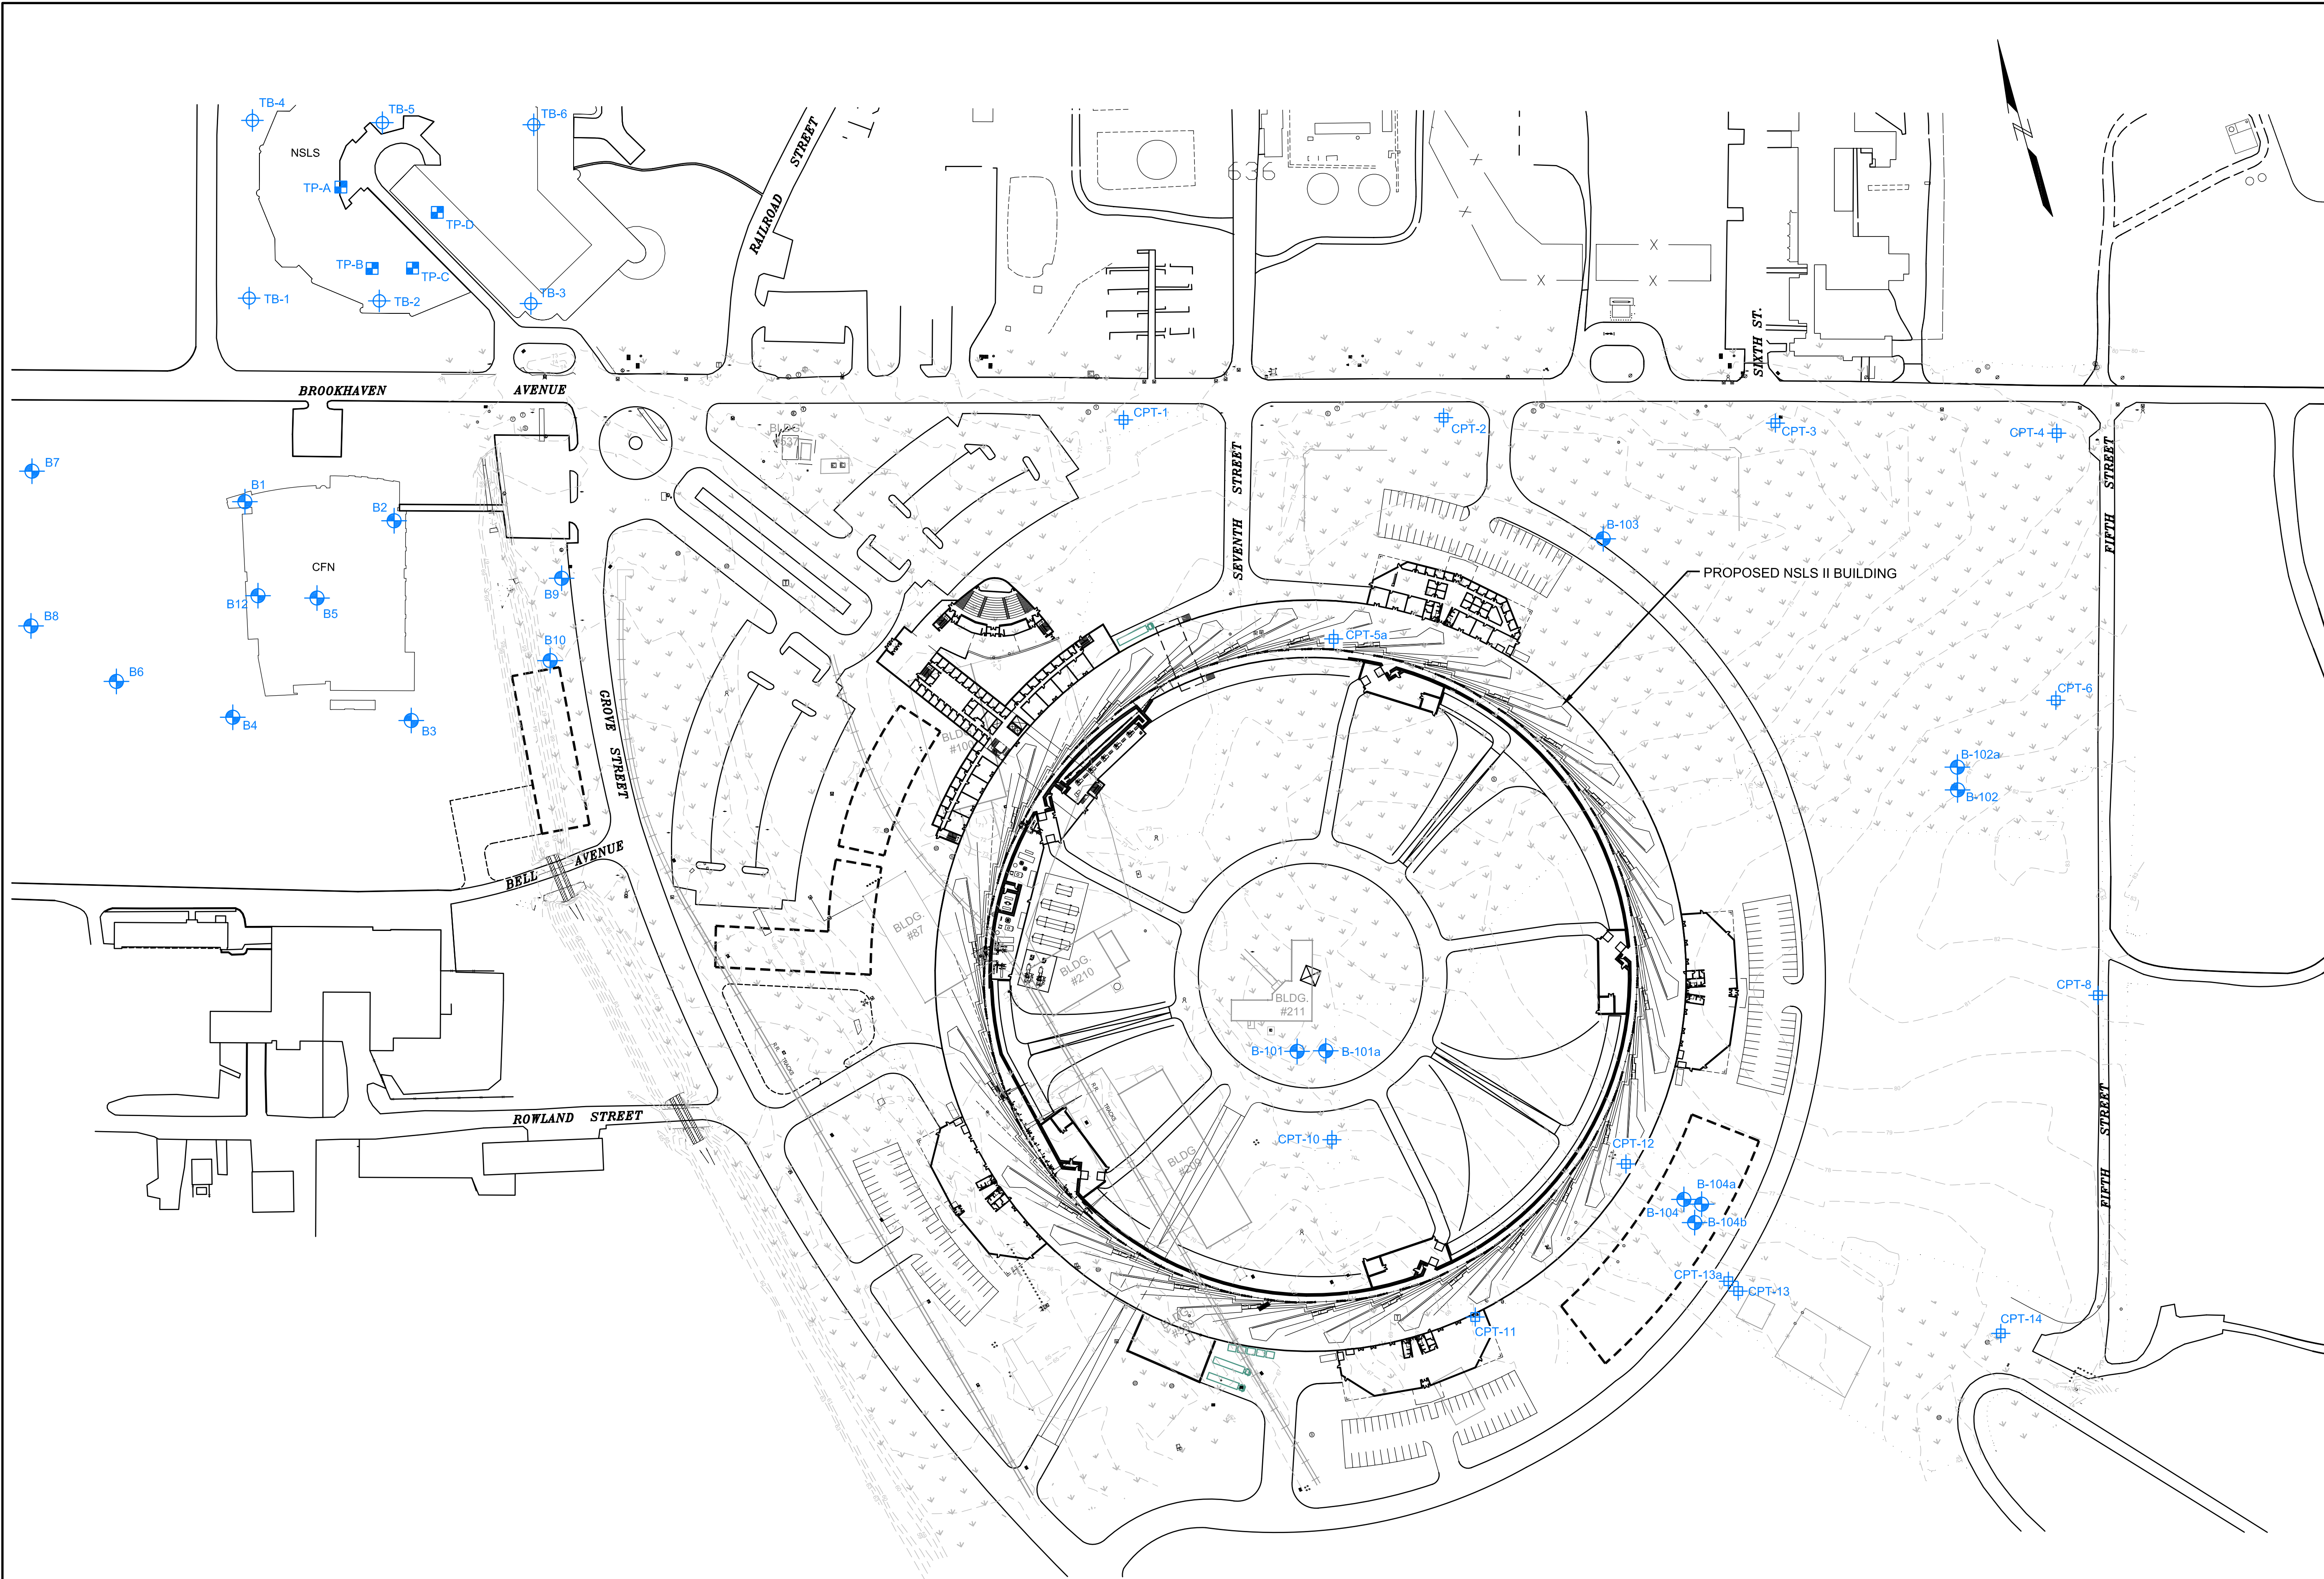 TB-4
TB-5
TB-6
NSLS
TP-A
TP-D
TP-B
TP-C
TB-1
TB-2
TB-3
RAILROAD STREET
636
SIXTH ST.
BROOKHAVEN AVENUE
CPT-1
CPT-2
CPT-3
CPT-4
BLDG.
B7
B1
B2
CFN
B12
B5
B9
B8
B10
B6
B4
B3
SEVENTH STREET
FIFTH STREET
B-103
PROPOSED NSLS II BUILDING
CPT-5a
CPT-6
B-102a
B-102
GROVE STREET
BELL AVENUE
BLDG.
#87
BLDG.
#210
BLDG.
#211
B-101
B-101a
CPT-8
R.R. TRACKS
R.R. TRACKS
ROWLAND STREET
CPT-10
BLDG.
CPT-12
FIFTH STREET
B-104a
B-104
B-104b
CPT-13a
CPT-13
CPT-11
CPT-14